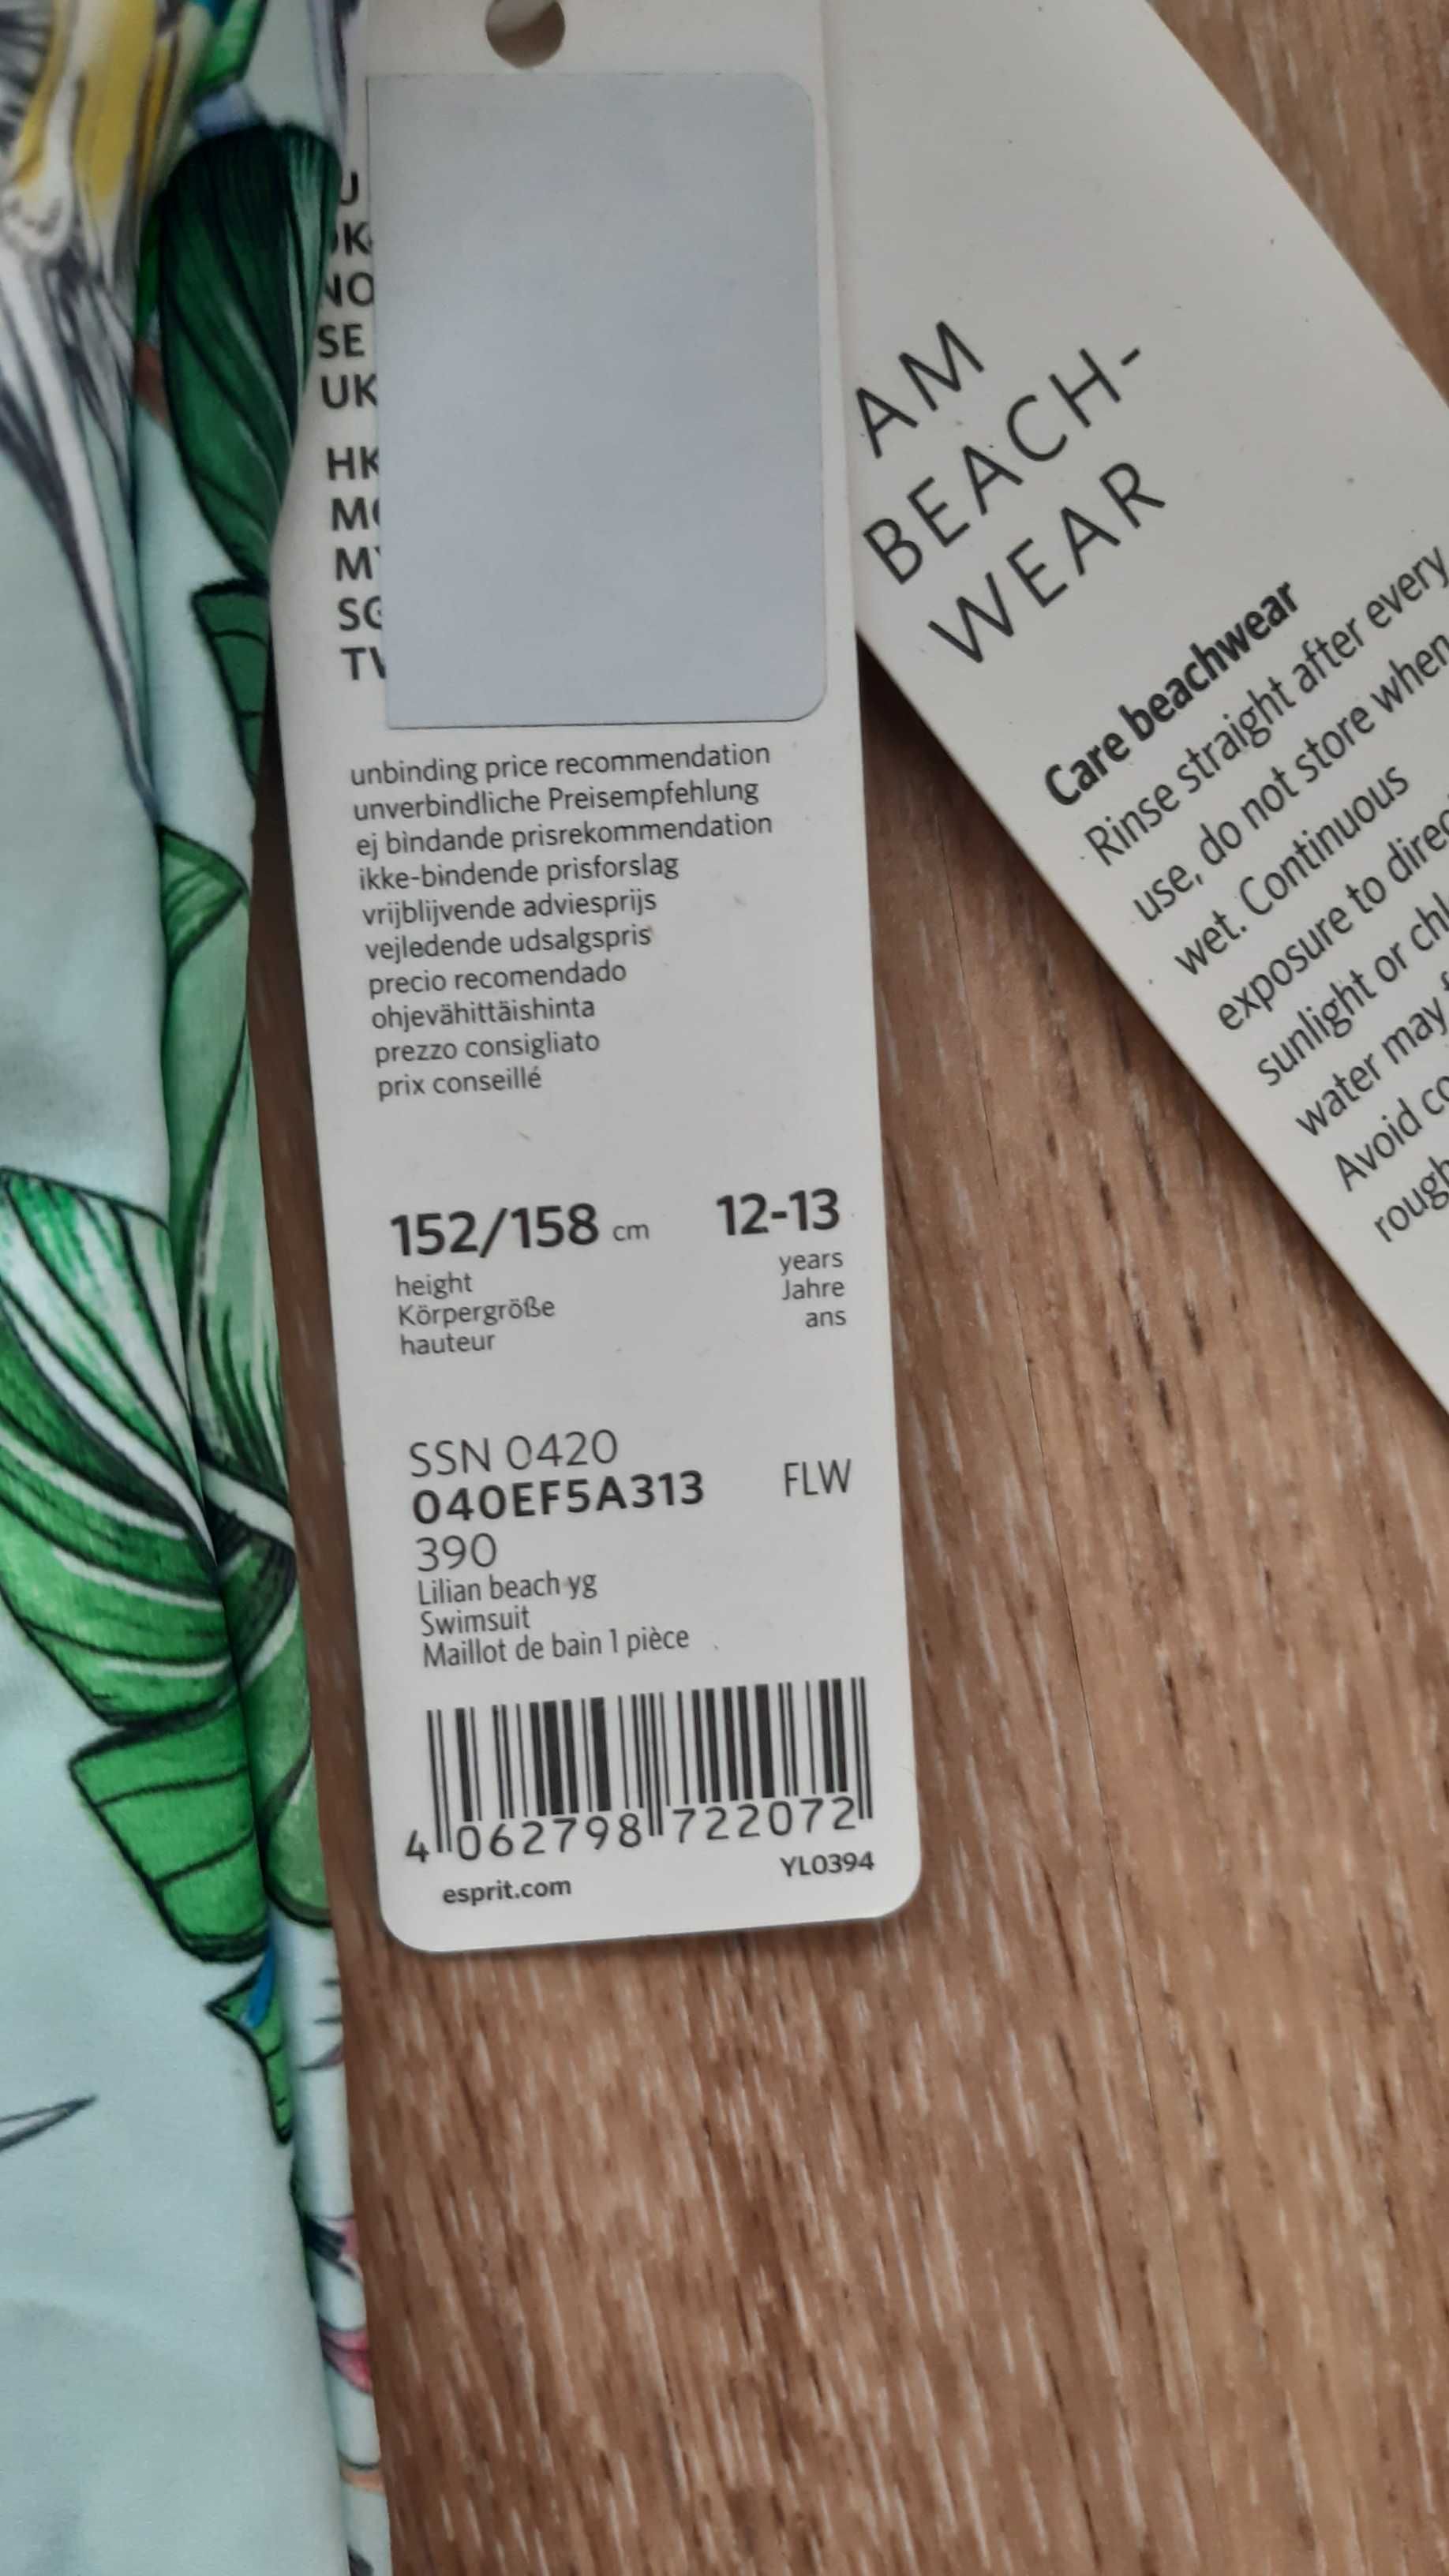 NO
SE
UK
HK
SG
unbinding price recommendation
unverbindliche Preisempfehlung
ej bindande prisrekommendation
ikke-bindende prisforslag
vrijblijvende adviesprijs
vejledende udsalgspris
precio recomendado
ohjevähittäishinta
prezzo consigliato
prix conseillé
152/158 cm 12-13
height years
Körpergröße Jahre
hauteur ans
SSN 0420
040EF5A313 FLW
390
Lilian beach yg
Swimsuit
Maillot de bain 1 pièce
4 062798 722072
esprit.com YL0394
AM
BEACH-
WEAR
Care beachwear
Rinse straight after every
use, do not store when
wet. Continuous
exposure to
sunlight or
water may
Avoid